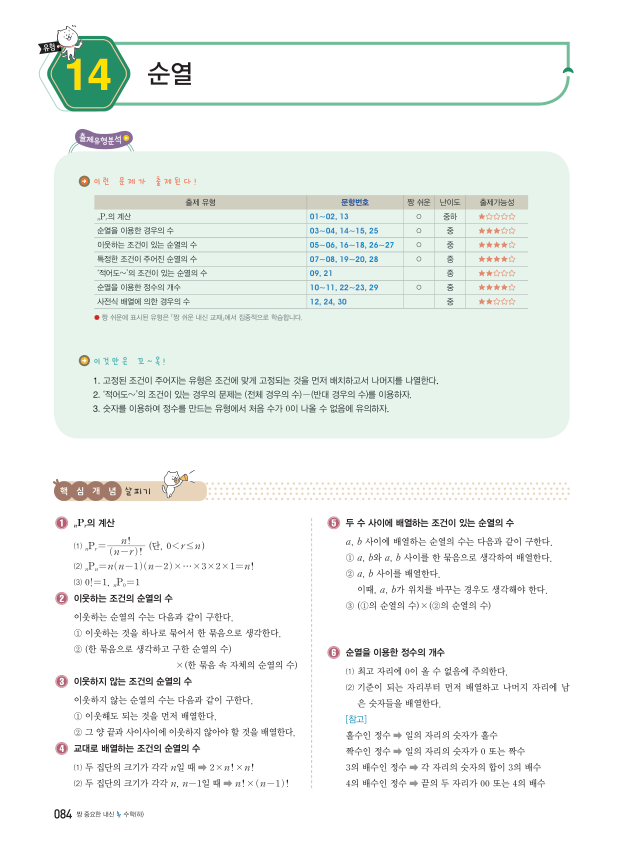 유형
14
순열
출제유형분석
이런 문제가 출제된다!
출제 유형 문항번호 짱 쉬운 난이도 출제가능성
ₙPᵣ의 계산 01~02, 13 ○ 중하 ★☆☆☆☆
순열을 이용한 경우의 수 03~04, 14~15, 25 ○ 중 ★★★☆☆
이웃하는 조건이 있는 순열의 수 05~06, 16~18, 26~27 ○ 중 ★★★★☆
특정한 조건이 주어진 순열의 수 07~08, 19~20, 28 ○ 중 ★★★★☆
'적어도~'의 조건이 있는 순열의 수 09, 21 중 ★★☆☆☆
순열을 이용한 정수의 개수 10~11, 22~23, 29 ○ 중 ★★★★☆
사전식 배열에 의한 경우의 수 12, 24, 30 중 ★★☆☆☆
● 짱 쉬운에 표시된 유형은 「짱 쉬운 내신 교재」에서 집중적으로 학습합니다.
이것만은 꼬~옥!
1. 고정된 조건이 주어지는 유형은 조건에 맞게 고정되는 것을 먼저 배치하고서 나머지를 나열한다.
2. '적어도~'의 조건이 있는 경우의 문제는 (전체 경우의 수)-(반대 경우의 수)를 이용하자.
3. 숫자를 이용하여 정수를 만드는 유형에서 처음 수가 0이 나올 수 없음에 유의하자.
핵심개념 살피기
1 ₙPᵣ의 계산
⑴ ₙPᵣ=n!/(n-r)! (단, 0<r≤n)
⑵ ₙPₙ=n(n-1)(n-2)×⋯×3×2×1=n!
⑶ 0!=1, ₙP₀=1
2 이웃하는 조건의 순열의 수
이웃하는 순열의 수는 다음과 같이 구한다.
① 이웃하는 것을 하나로 묶어서 한 묶음으로 생각한다.
② (한 묶음으로 생각하고 구한 순열의 수)
×(한 묶음 속 자체의 순열의 수)
3 이웃하지 않는 조건의 순열의 수
이웃하지 않는 순열의 수는 다음과 같이 구한다.
① 이웃해도 되는 것을 먼저 배열한다.
② 그 양 끝과 사이사이에 이웃하지 않아야 할 것을 배열한다.
4 교대로 배열하는 조건의 순열의 수
⑴ 두 집단의 크기가 각각 n일 때 ➡ 2×n!×n!
⑵ 두 집단의 크기가 각각 n, n-1일 때 ➡ n!×(n-1)!
5 두 수 사이에 배열하는 조건이 있는 순열의 수
a, b 사이에 배열하는 순열의 수는 다음과 같이 구한다.
① a, b와 a, b 사이를 한 묶음으로 생각하여 배열한다.
② a, b 사이를 배열한다.
이때, a, b가 위치를 바꾸는 경우도 생각해야 한다.
③ (①의 순열의 수)×(②의 순열의 수)
6 순열을 이용한 정수의 개수
⑴ 최고 자리에 0이 올 수 없음에 주의한다.
⑵ 기준이 되는 자리부터 먼저 배열하고 나머지 자리에 남
은 숫자들을 배열한다.
[참고]
홀수인 정수 ➡ 일의 자리의 숫자가 홀수
짝수인 정수 ➡ 일의 자리의 숫자가 0 또는 짝수
3의 배수인 정수 ➡ 각 자리의 숫자의 합이 3의 배수
4의 배수인 정수 ➡ 끝의 두 자리가 00 또는 4의 배수
084 짱 중요한 내신 수학(하)